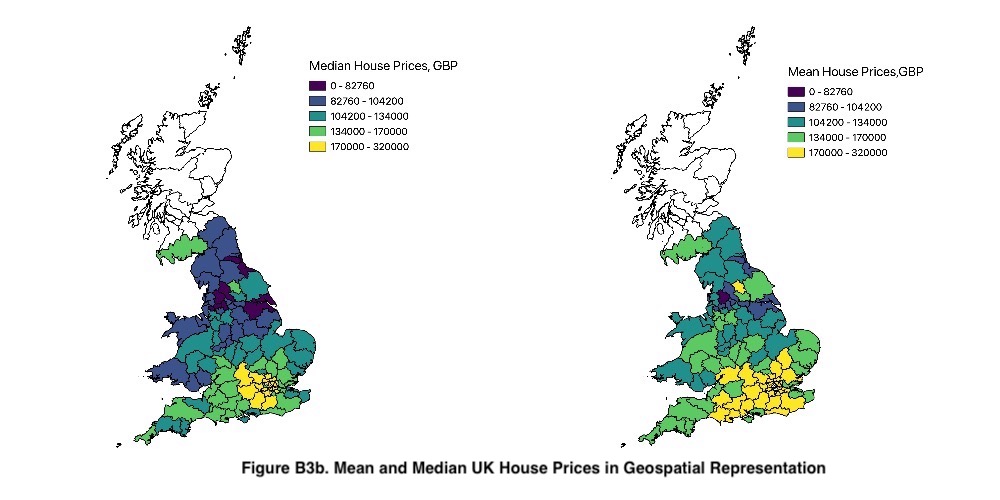 Median House Prices, GBP
0 - 82760
82760 - 104200
104200 - 134000
134000 - 170000
170000 - 320000
Mean House Prices,GBP
0 - 82760
82760 - 104200
104200 - 134000
134000 - 170000
170000 - 320000
Figure B3b. Mean and Median UK House Prices in Geospatial Representation